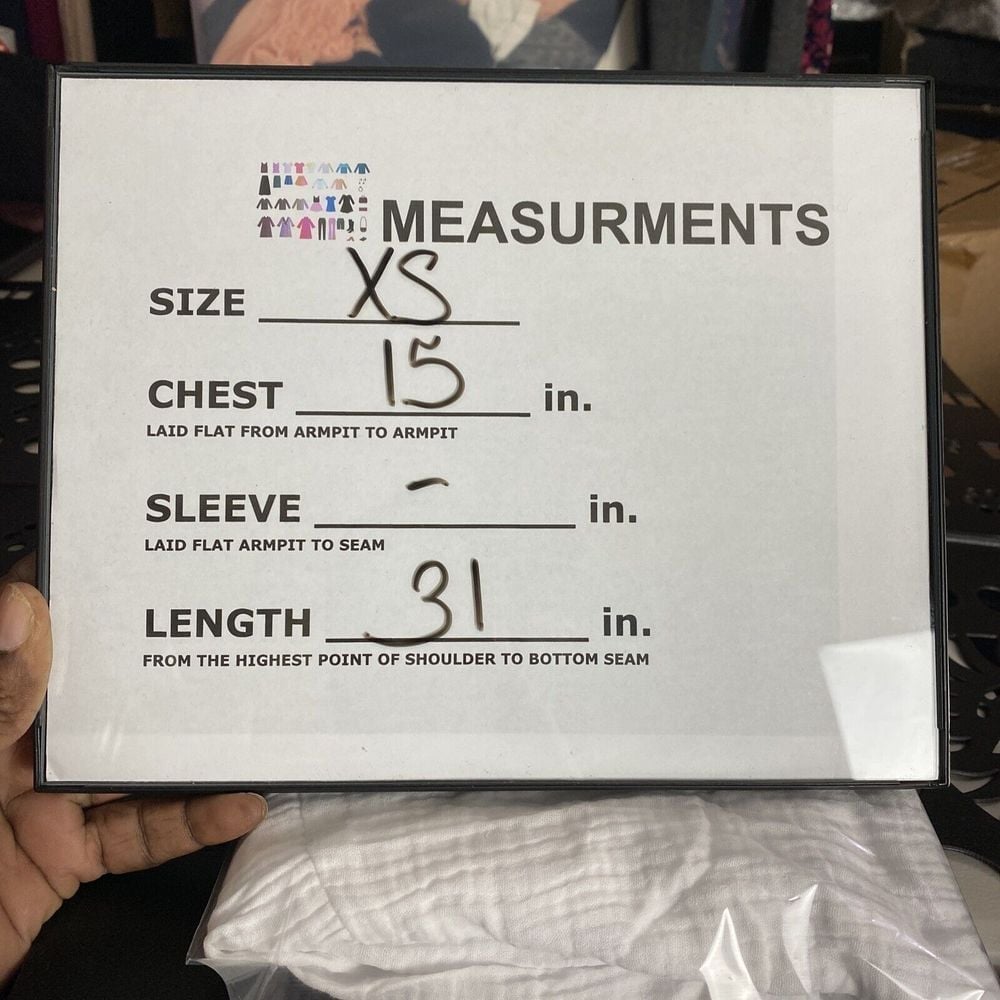 MEASURMENTS
SIZE XS
CHEST 15 in.
LAID FLAT FROM ARMPIT TO ARMPIT
SLEEVE - in.
LAID FLAT ARMPIT TO SEAM
LENGTH 31 in.
FROM THE HIGHEST POINT OF SHOULDER TO BOTTOM SEAM